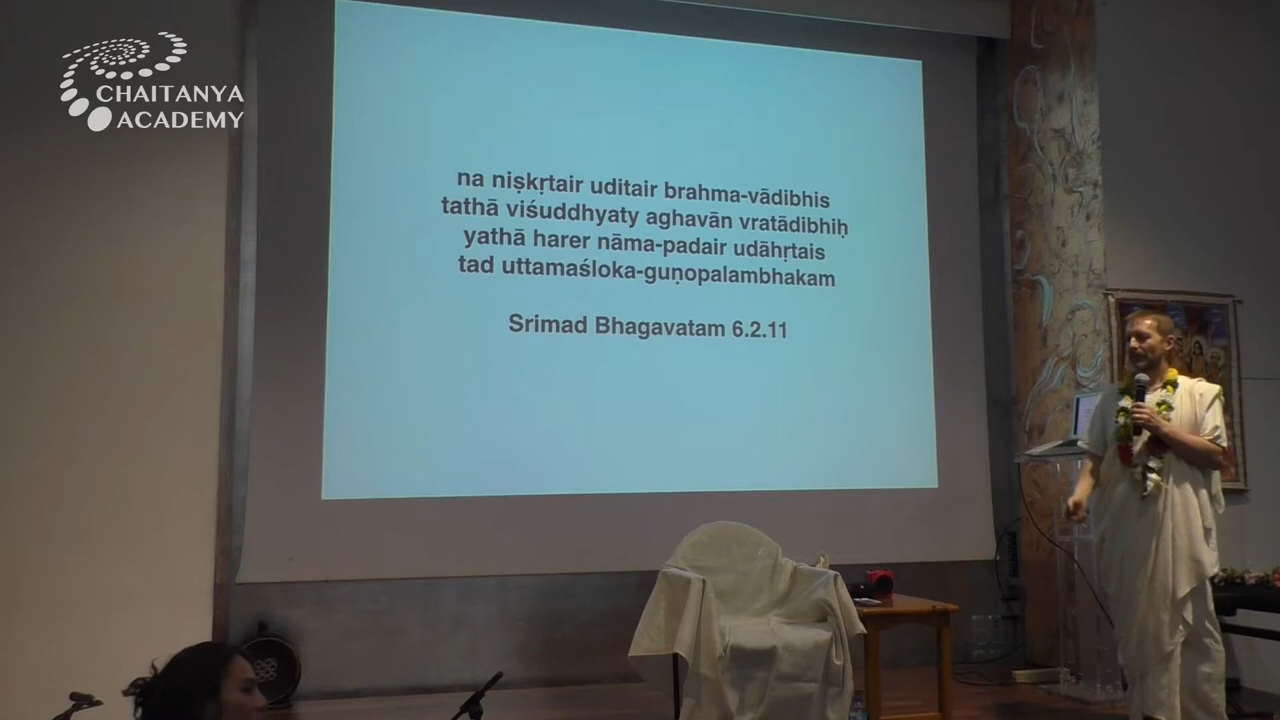 CHAITANYA
ACADEMY
na niṣkṛtair uditair brahma-vādibhis
tathā viśuddhyaty aghavān vratādibhiḥ
yathā harer nāma-padair udāhṛtais
tad uttamaśloka-guṇopalambhakam
Srimad Bhagavatam 6.2.11